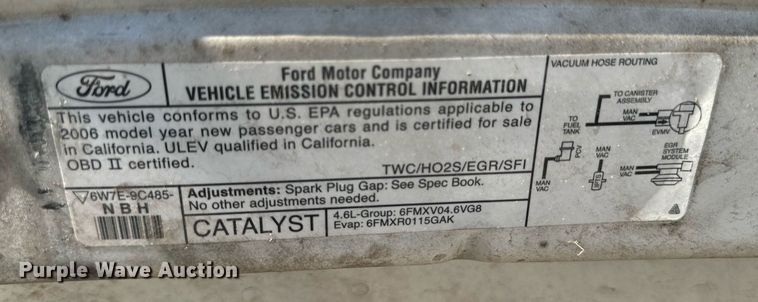 Ford
Ford Motor Company
VEHICLE EMISSION CONTROL INFORMATION
This vehicle conforms to U.S. EPA regulations applicable to
2006 model year new passenger cars and is certified for sale
in California. ULEV qualified in California.
OBD II certified.
TWC/HO2S/EGR/SFI
6W7E-9C485-
NBH
Adjustments: Spark Plug Gap: See Spec Book.
No other adjustments needed.
CATALYST
4.6L-Group: 6FMXV04.6VG8
Evap: 6FMXR0115GAK
VACUUM HOSE ROUTING
TO CANISTER
ASSEMBLY
MAN
VAC
EVMV
TO
FUEL
TANK
PCV
MAN
VAC
EGR
SYSTEM
MODULE
MAN
VAC
MAN
VAC
IPTS
Purple Wave Auction
Purple Wave Auction